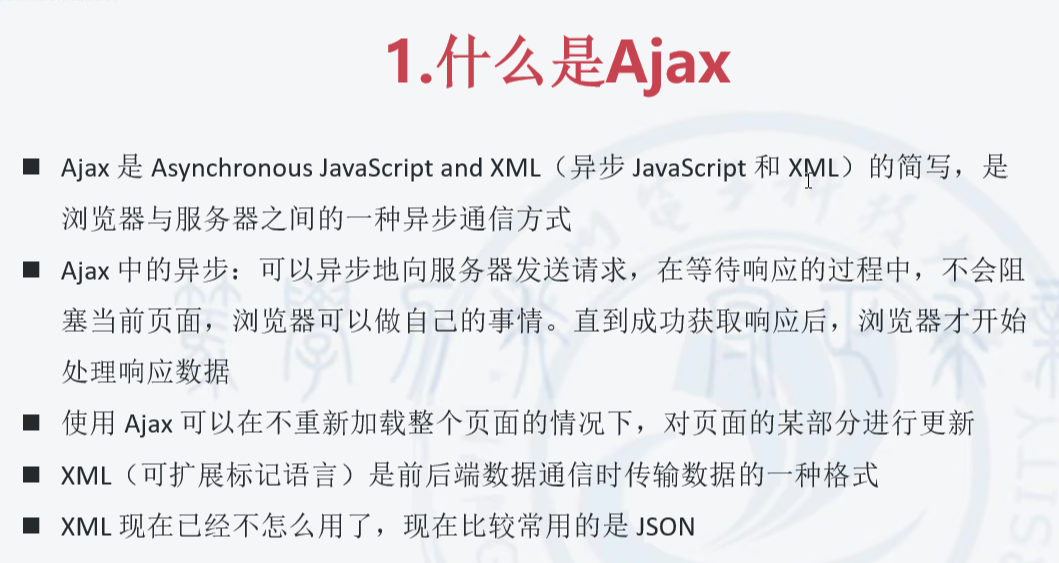 1.什么是Ajax
■ Ajax 是 Asynchronous JavaScript and XML（异步 JavaScript 和 XML）的简写，是
浏览器与服务器之间的一种异步通信方式
■ Ajax 中的异步：可以异步地向服务器发送请求，在等待响应的过程中，不会阻
塞当前页面，浏览器可以做自己的事情。直到成功获取响应后，浏览器才开始
处理响应数据
■ 使用 Ajax 可以在不重新加载整个页面的情况下，对页面的某部分进行更新
■ XML（可扩展标记语言）是前后端数据通信时传输数据的一种格式
■ XML 现在已经不怎么用了，现在比较常用的是 JSON